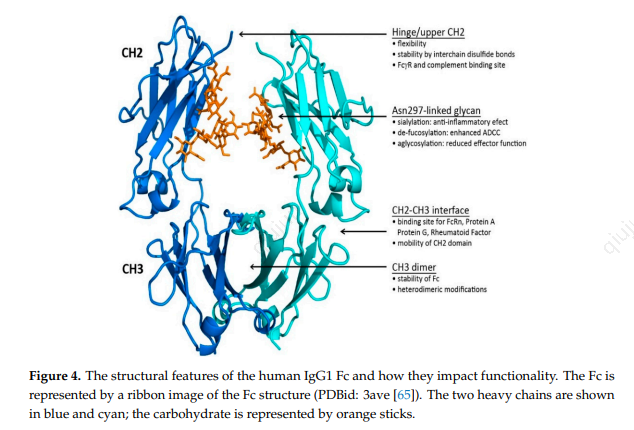 CH2
Hinge/upper CH2
• flexibility
• stability by interchain disulfide bonds
• FcγR and complement binding site
Asn297-linked glycan
• sialylation: anti-inflammatory efect
• de-fucosylation: enhanced ADCC
• aglycosylation: reduced effector function
CH2-CH3 interface
• binding site for FcRn, Protein A
Protein G, Rheumatoid Factor
• mobility of CH2 domain
CH3
CH3 dimer
• stability of Fc
• heterodimeric modifications
Figure 4. The structural features of the human IgG1 Fc and how they impact functionality. The Fc is
represented by a ribbon image of the Fc structure (PDBid: 3ave [65]). The two heavy chains are shown
in blue and cyan; the carbohydrate is represented by orange sticks.